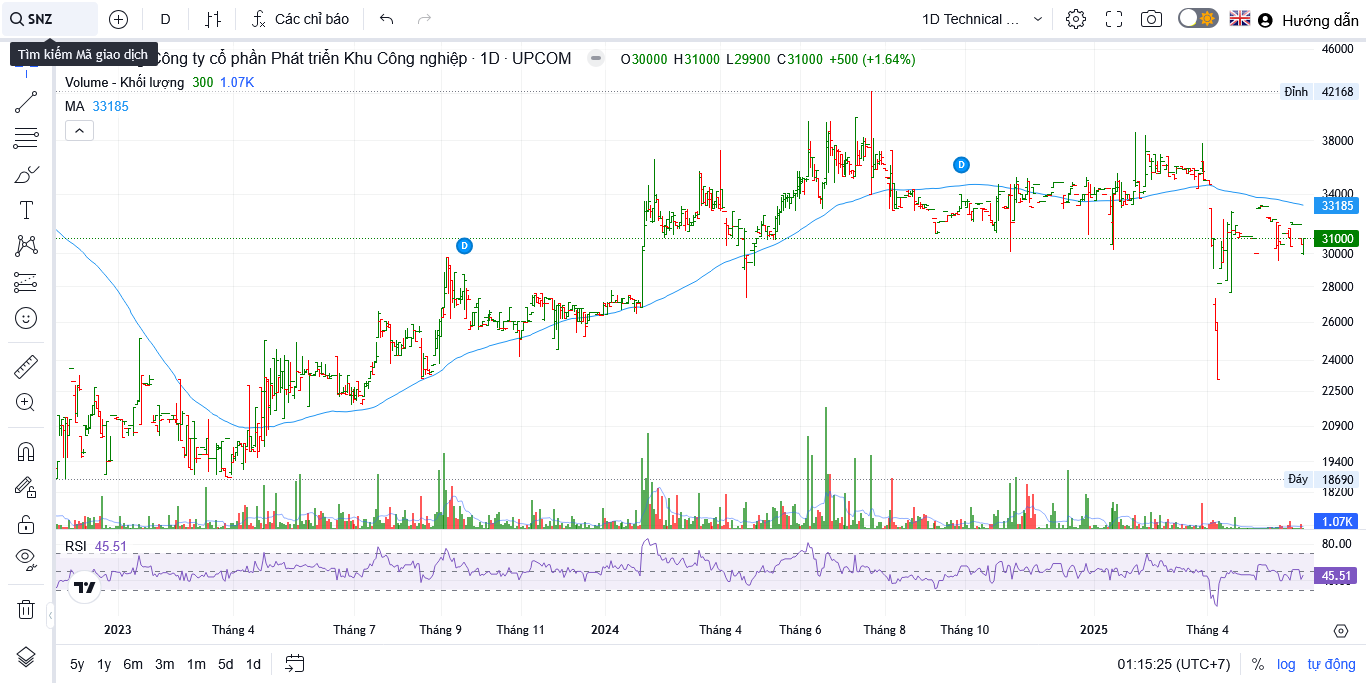 SNZ
D
Các chỉ báo
1D Technical ...
Hướng dẫn
Tìm kiếm Mã giao dịch
Công ty cổ phần Phát triển Khu Công nghiệp · 1D · UPCOM
O30000 H31000 L29900 C31000 +500 (+1.64%)
Volume - Khối lượng 300 1.07K
MA 33185
46000
Đỉnh 42168
38000
34000
33185
31000
30000
28000
26000
24000
22500
20900
19400
Đáy 18690
18200
1.07K
D
D
RSI 45.51
80.00
45.51
2023
Tháng 4
Tháng 7
Tháng 9
Tháng 11
2024
Tháng 4
Tháng 6
Tháng 8
Tháng 10
2025
Tháng 4
5y 1y 6m 3m 1m 5d 1d
01:15:25 (UTC+7)
% log tự động